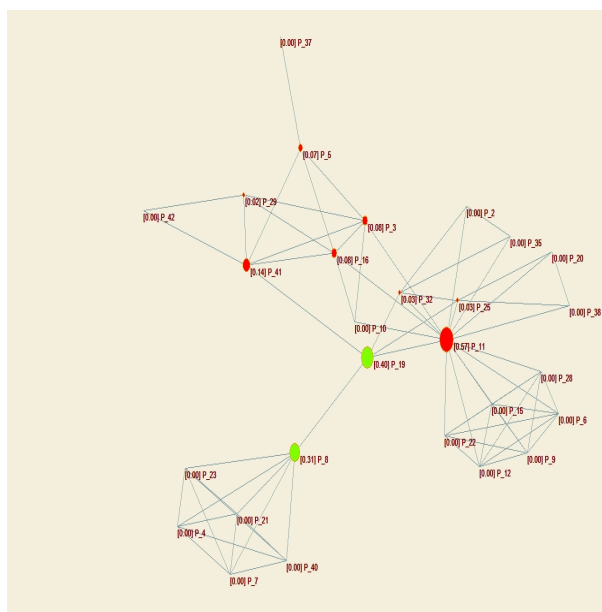 [0.00] P_37
[0.07] P_5
[0.02] P_29
[0.00] P_42
[0.00] P_2
[0.08] P_3
[0.00] P_35
[0.00] P_20
[0.08] P_16
[0.14] P_41
[0.03] P_32
[0.03] P_25
[0.00] P_38
[0.00] P_10
[0.57] P_11
[0.40] P_19
[0.00] P_28
[0.00] P_15
[0.00] P_6
[0.00] P_22
[0.31] P_8
[0.00] P_9
[0.00] P_12
[0.00] P_23
[0.00] P_21
[0.00] P_4
[0.00] P_40
[0.00] P_7